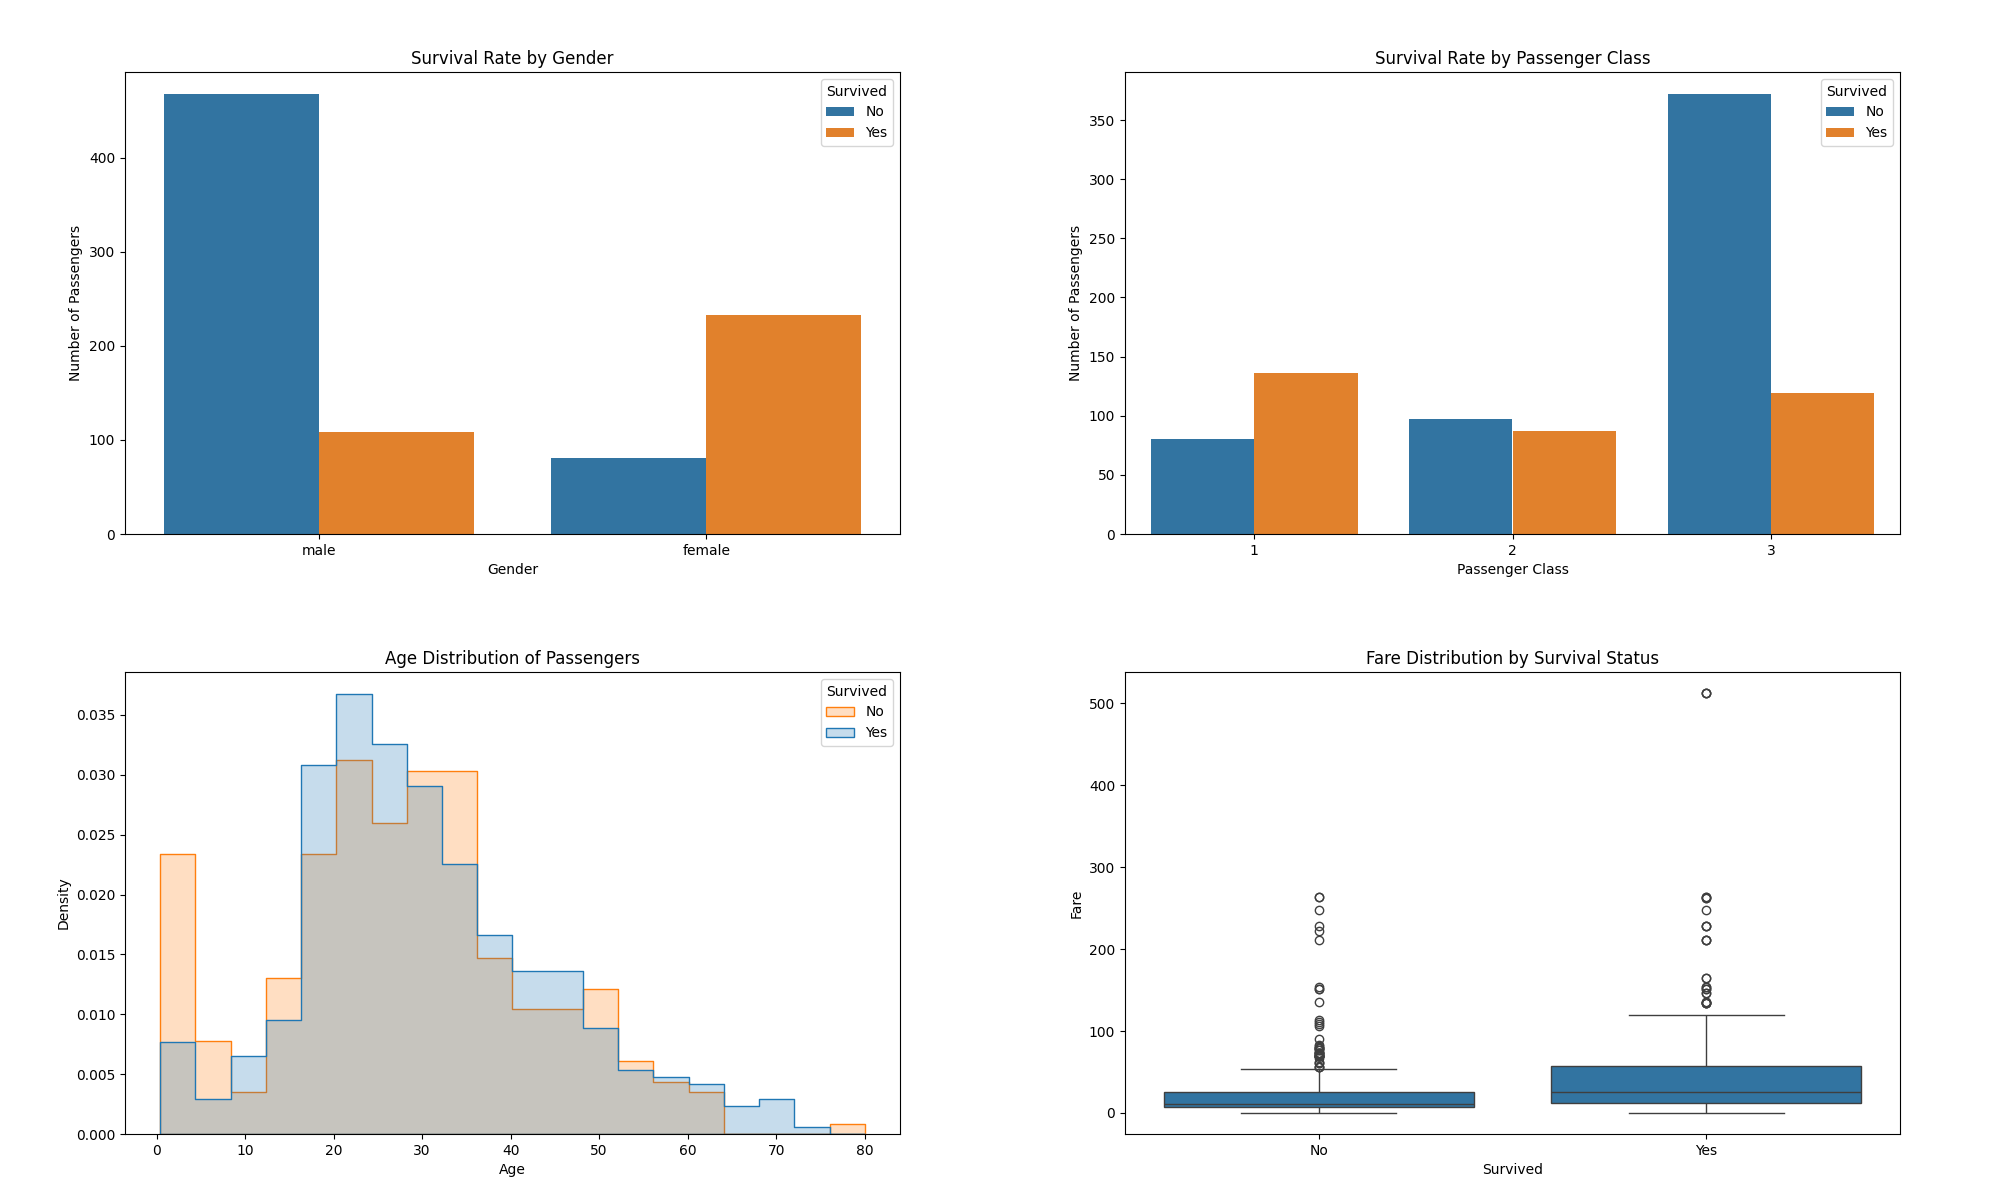 Survival Rate by Gender
Survived
No
Yes
400
300
200
100
0
Number of Passengers
male
female
Gender
Survival Rate by Passenger Class
Survived
No
Yes
350
300
250
200
150
100
50
0
Number of Passengers
1
2
3
Passenger Class
Age Distribution of Passengers
Survived
No
Yes
0.035
0.030
0.025
0.020
0.015
0.010
0.005
0.000
Density
0
10
20
30
40
50
60
70
80
Age
Fare Distribution by Survival Status
500
400
300
200
100
0
Fare
No
Yes
Survived